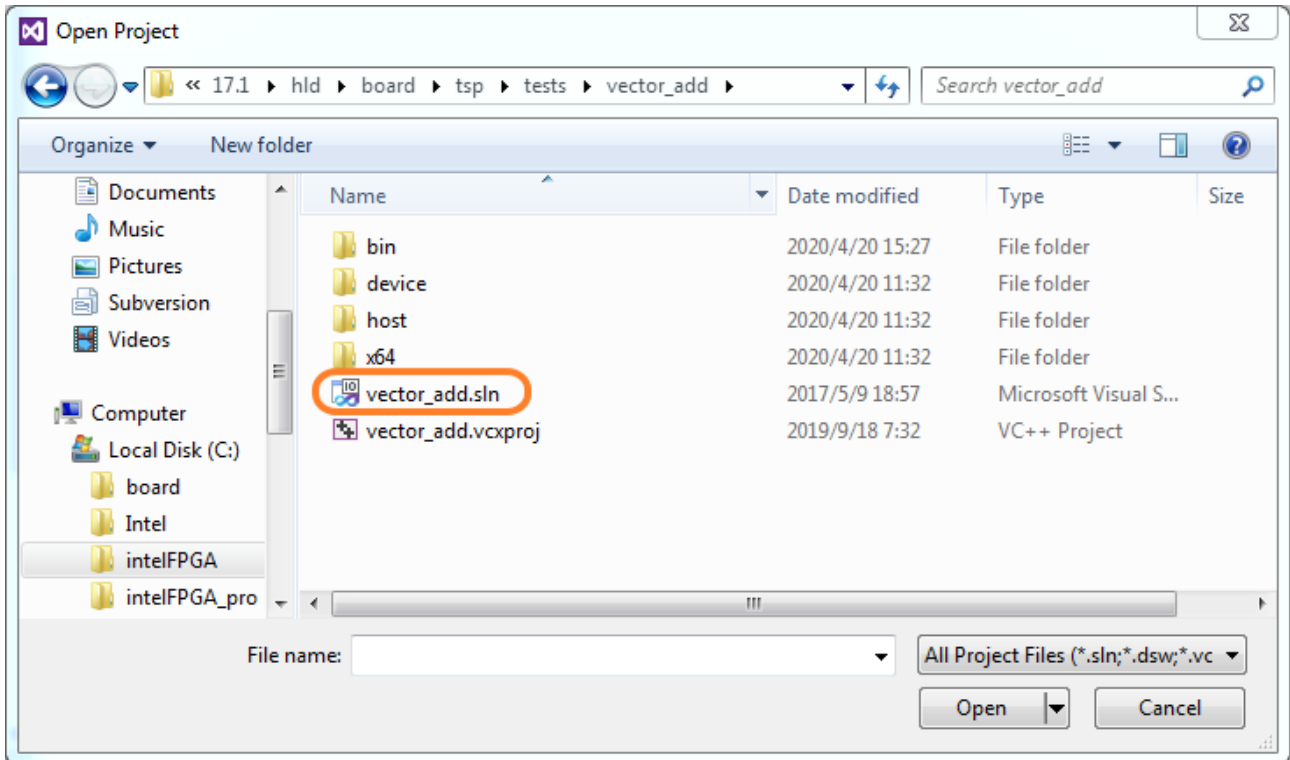 Open Project
« 17.1 ▸ hld ▸ board ▸ tsp ▸ tests ▸ vector_add ▸ Search vector_add
Organize ▾ New folder
Documents
Music
Pictures
Subversion
Videos
Computer
Local Disk (C:)
board
Intel
intelFPGA
intelFPGA_pro
Name Date modified Type Size
bin 2020/4/20 15:27 File folder
device 2020/4/20 11:32 File folder
host 2020/4/20 11:32 File folder
x64 2020/4/20 11:32 File folder
vector_add.sln 2017/5/9 18:57 Microsoft Visual S...
vector_add.vcxproj 2019/9/18 7:32 VC++ Project
File name: All Project Files (*.sln;*.dsw;*.vc
Open Cancel